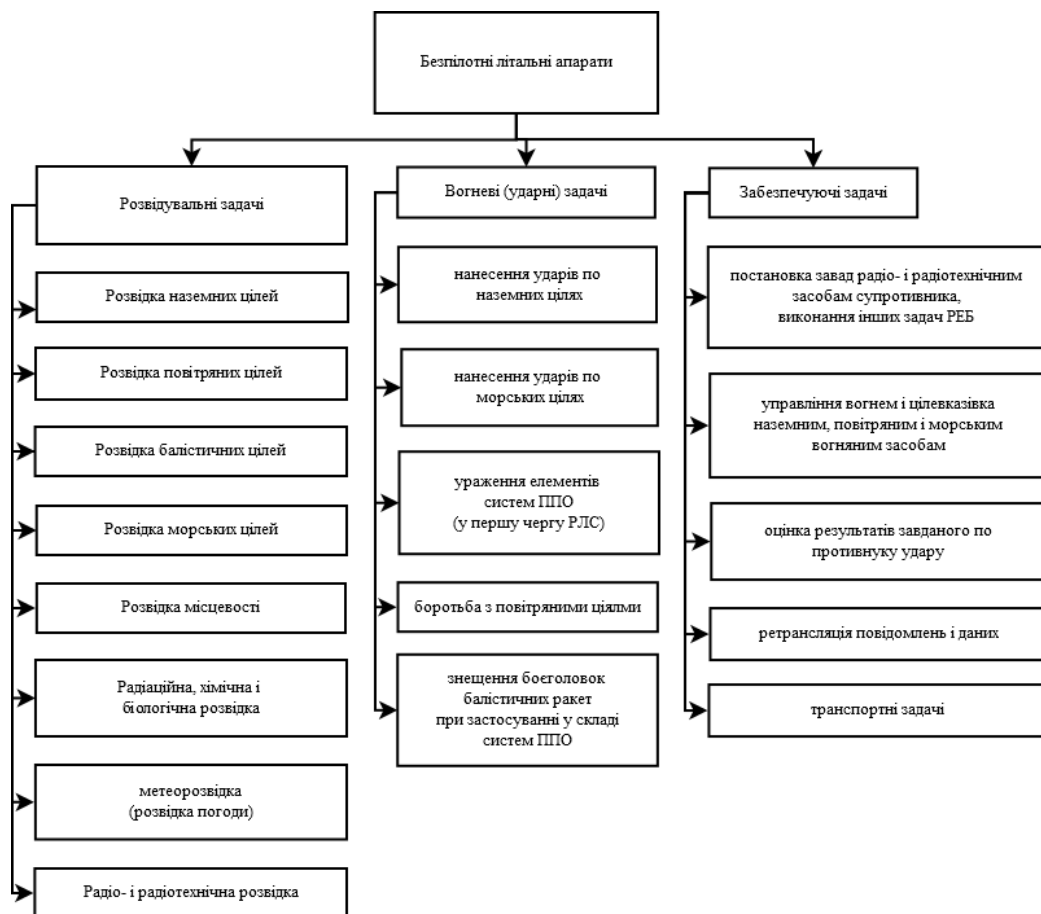 Безпілотні літальні апарати
Розвідувальні задачі
Розвідка наземних цілей
Розвідка повітряних цілей
Розвідка балістичних цілей
Розвідка морських цілей
Розвідка місцевості
Радіаційна, хімічна і
біологічна розвідка
метеорозвідка
(розвідка погоди)
Радіо- і радіотехнічна розвідка
Вогневі (ударні) задачі
нанесення ударів по
наземних цілях
нанесення ударів по
морських цілях
ураження елементів
систем ППО
(у першу чергу РЛС)
боротьба з повітряними ціялми
знещення боєголовок
балістичних ракет
при застосуванні у складі
систем ППО
Забезпечуючі задачі
постановка завад радіо- і радіотехнічним
засобам супротивника,
виконання інших задач РЕБ
управління вогнем і цілевказівка
наземним, повітряним і морським
вогняним засобам
оцінка результатів завданого по
противнуку удару
ретрансляція повідомлень і даних
транспортні задачі